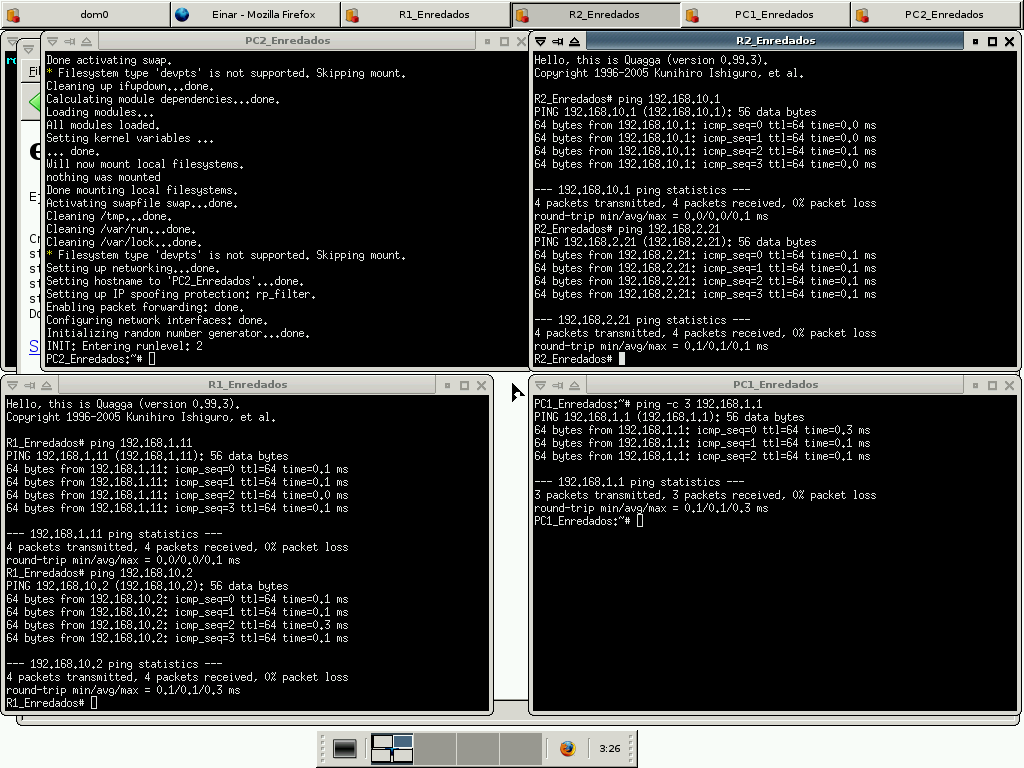 dom0
Einar - Mozilla Firefox
R1_Enredados
R2_Enredados
PC1_Enredados
PC2_Enredados
PC2_Enredados
Done activating swap.
* Filesystem type 'devpts' is not supported. Skipping mount.
Cleaning up ifupdown...done.
Calculating module dependencies...done.
Loading modules...
All modules loaded.
Setting kernel variables ...
... done.
Will now mount local filesystems.
nothing was mounted
Done mounting local filesystems.
Activating swapfile swap...done.
Cleaning /tmp...done.
Cleaning /var/run...done.
Cleaning /var/lock...done.
* Filesystem type 'devpts' is not supported. Skipping mount.
Setting up networking...done.
Setting hostname to 'PC2_Enredados'...done.
Setting up IP spoofing protection: rp_filter.
Enabling packet forwarding: done.
Configuring network interfaces: done.
Initializing random number generator...done.
INIT: Entering runlevel: 2
PC2_Enredados:~#
R2_Enredados
Hello, this is Quagga (version 0.99.3).
Copyright 1996-2005 Kunihiro Ishiguro, et al.
R2_Enredados# ping 192.168.10.1
PING 192.168.10.1 (192.168.10.1): 56 data bytes
64 bytes from 192.168.10.1: icmp_seq=0 ttl=64 time=0.0 ms
64 bytes from 192.168.10.1: icmp_seq=1 ttl=64 time=0.0 ms
64 bytes from 192.168.10.1: icmp_seq=2 ttl=64 time=0.1 ms
64 bytes from 192.168.10.1: icmp_seq=3 ttl=64 time=0.0 ms
--- 192.168.10.1 ping statistics ---
4 packets transmitted, 4 packets received, 0% packet loss
round-trip min/avg/max = 0.0/0.0/0.1 ms
R2_Enredados# ping 192.168.2.21
PING 192.168.2.21 (192.168.2.21): 56 data bytes
64 bytes from 192.168.2.21: icmp_seq=0 ttl=64 time=0.1 ms
64 bytes from 192.168.2.21: icmp_seq=1 ttl=64 time=0.1 ms
64 bytes from 192.168.2.21: icmp_seq=2 ttl=64 time=0.1 ms
64 bytes from 192.168.2.21: icmp_seq=3 ttl=64 time=0.1 ms
--- 192.168.2.21 ping statistics ---
4 packets transmitted, 4 packets received, 0% packet loss
round-trip min/avg/max = 0.1/0.1/0.1 ms
R2_Enredados#
R1_Enredados
Hello, this is Quagga (version 0.99.3).
Copyright 1996-2005 Kunihiro Ishiguro, et al.
R1_Enredados# ping 192.168.1.11
PING 192.168.1.11 (192.168.1.11): 56 data bytes
64 bytes from 192.168.1.11: icmp_seq=0 ttl=64 time=0.1 ms
64 bytes from 192.168.1.11: icmp_seq=1 ttl=64 time=0.1 ms
64 bytes from 192.168.1.11: icmp_seq=2 ttl=64 time=0.0 ms
64 bytes from 192.168.1.11: icmp_seq=3 ttl=64 time=0.1 ms
--- 192.168.1.11 ping statistics ---
4 packets transmitted, 4 packets received, 0% packet loss
round-trip min/avg/max = 0.0/0.0/0.1 ms
R1_Enredados# ping 192.168.10.2
PING 192.168.10.2 (192.168.10.2): 56 data bytes
64 bytes from 192.168.10.2: icmp_seq=0 ttl=64 time=0.1 ms
64 bytes from 192.168.10.2: icmp_seq=1 ttl=64 time=0.1 ms
64 bytes from 192.168.10.2: icmp_seq=2 ttl=64 time=0.3 ms
64 bytes from 192.168.10.2: icmp_seq=3 ttl=64 time=0.1 ms
--- 192.168.10.2 ping statistics ---
4 packets transmitted, 4 packets received, 0% packet loss
round-trip min/avg/max = 0.1/0.1/0.3 ms
R1_Enredados#
PC1_Enredados
PC1_Enredados:~# ping -c 3 192.168.1.1
PING 192.168.1.1 (192.168.1.1): 56 data bytes
64 bytes from 192.168.1.1: icmp_seq=0 ttl=64 time=0.3 ms
64 bytes from 192.168.1.1: icmp_seq=1 ttl=64 time=0.1 ms
64 bytes from 192.168.1.1: icmp_seq=2 ttl=64 time=0.1 ms
--- 192.168.1.1 ping statistics ---
3 packets transmitted, 3 packets received, 0% packet loss
round-trip min/avg/max = 0.1/0.1/0.3 ms
PC1_Enredados:~#
3:26